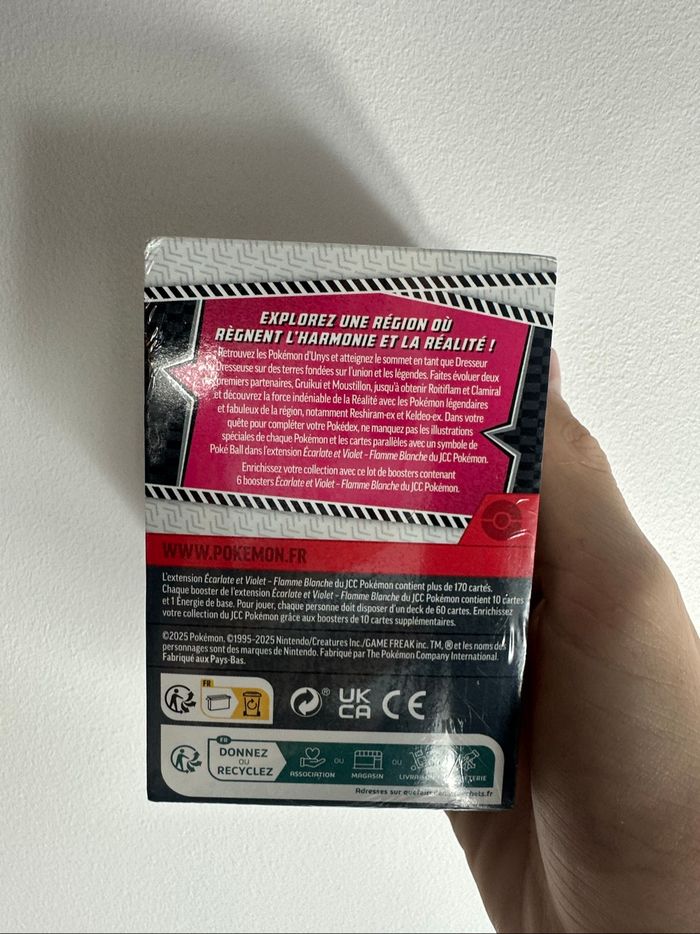 EXPLOREZ UNE RÉGION OÙ
RÈGNENT L'HARMONIE ET LA RÉALITÉ !
Retrouvez les Pokémon d'Unys et atteignez le sommet en tant que Dresseur
ou Dresseuse sur des terres fondées sur l'union et les légendes. Faites évoluer deux
premiers partenaires, Gruikui et Moustillon, jusqu'à obtenir Roitiflam et Clamiral
et découvrez la force indéniable de la Réalité avec les Pokémon légendaires
et fabuleux de la région, notamment Reshiram-ex et Keldeo-ex. Dans votre
quête pour compléter votre Pokédex, ne manquez pas les illustrations
spéciales de chaque Pokémon et les cartes parallèles avec un symbole de
Poké Ball dans l'extension Écarlate et Violet – Flamme Blanche du JCC Pokémon.
Enrichissez votre collection avec ce lot de boosters contenant
6 boosters Écarlate et Violet – Flamme Blanche du JCC Pokémon.
WWW.POKEMON.FR
L'extension Écarlate et Violet – Flamme Blanche du JCC Pokémon contient plus de 170 cartes.
Chaque booster de l'extension Écarlate et Violet – Flamme Blanche du JCC Pokémon contient 10 cartes
et 1 Énergie de base. Pour jouer, chaque personne doit disposer d'un deck de 60 cartes. Enrichissez
votre collection du JCC Pokémon grâce aux boosters de 10 cartes supplémentaires.
©2025 Pokémon. ©1995-2025 Nintendo/Creatures Inc./GAME FREAK inc. TM, ® et les noms des
personnages sont des marques de Nintendo. Fabriqué par The Pokémon Company International.
Fabriqué aux Pays-Bas.
FR
® UK CA CE
FR
DONNEZ
OU
RECYCLEZ
ASSOCIATION OU MAGASIN OU
Adresses sur